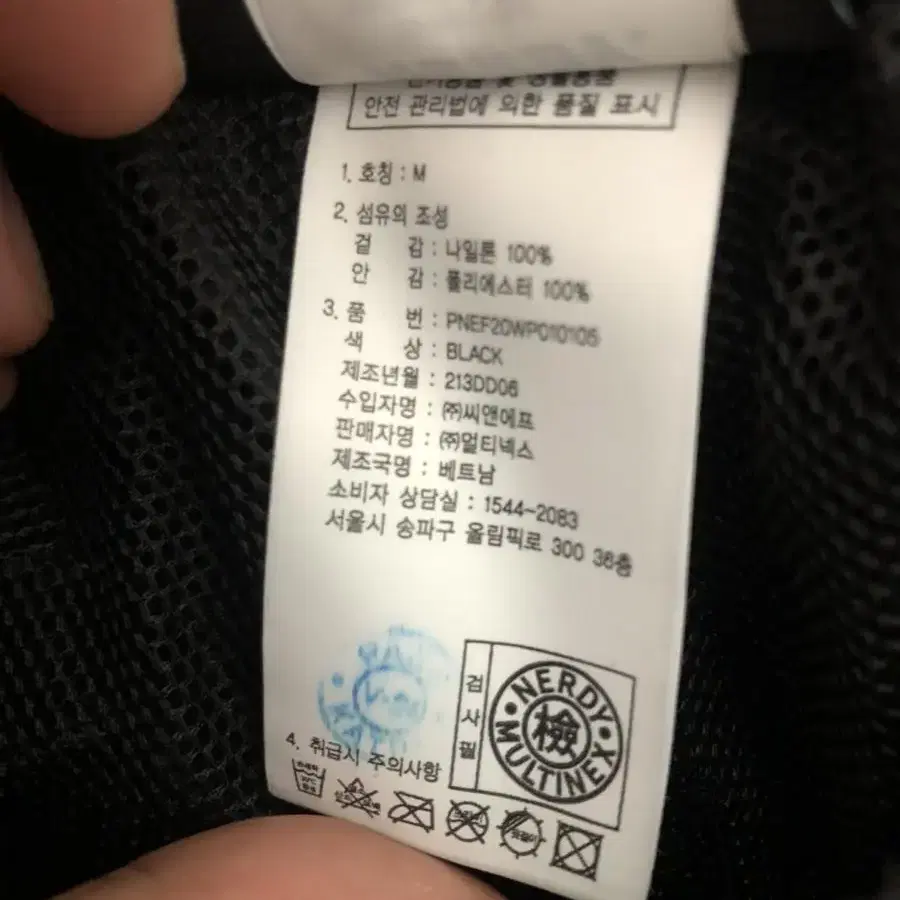 안전 관리법에 의한 품질 표시
1. 호칭 : M
2. 섬유의 조성
겉 감 : 나일론 100%
안 감 : 폴리에스터 100%
3. 품 번 : PNEF20WP010105
색 상 : BLACK
제조년월 : 213DD06
수입자명 : ㈜씨앤에프
판매자명 : ㈜멀티넥스
제조국명 : 베트남
소비자 상담실 : 1544-2083
서울시 송파구 올림픽로 300 36층
검사필
NERDY
檢
MULTINEX
4. 취급시 주의사항